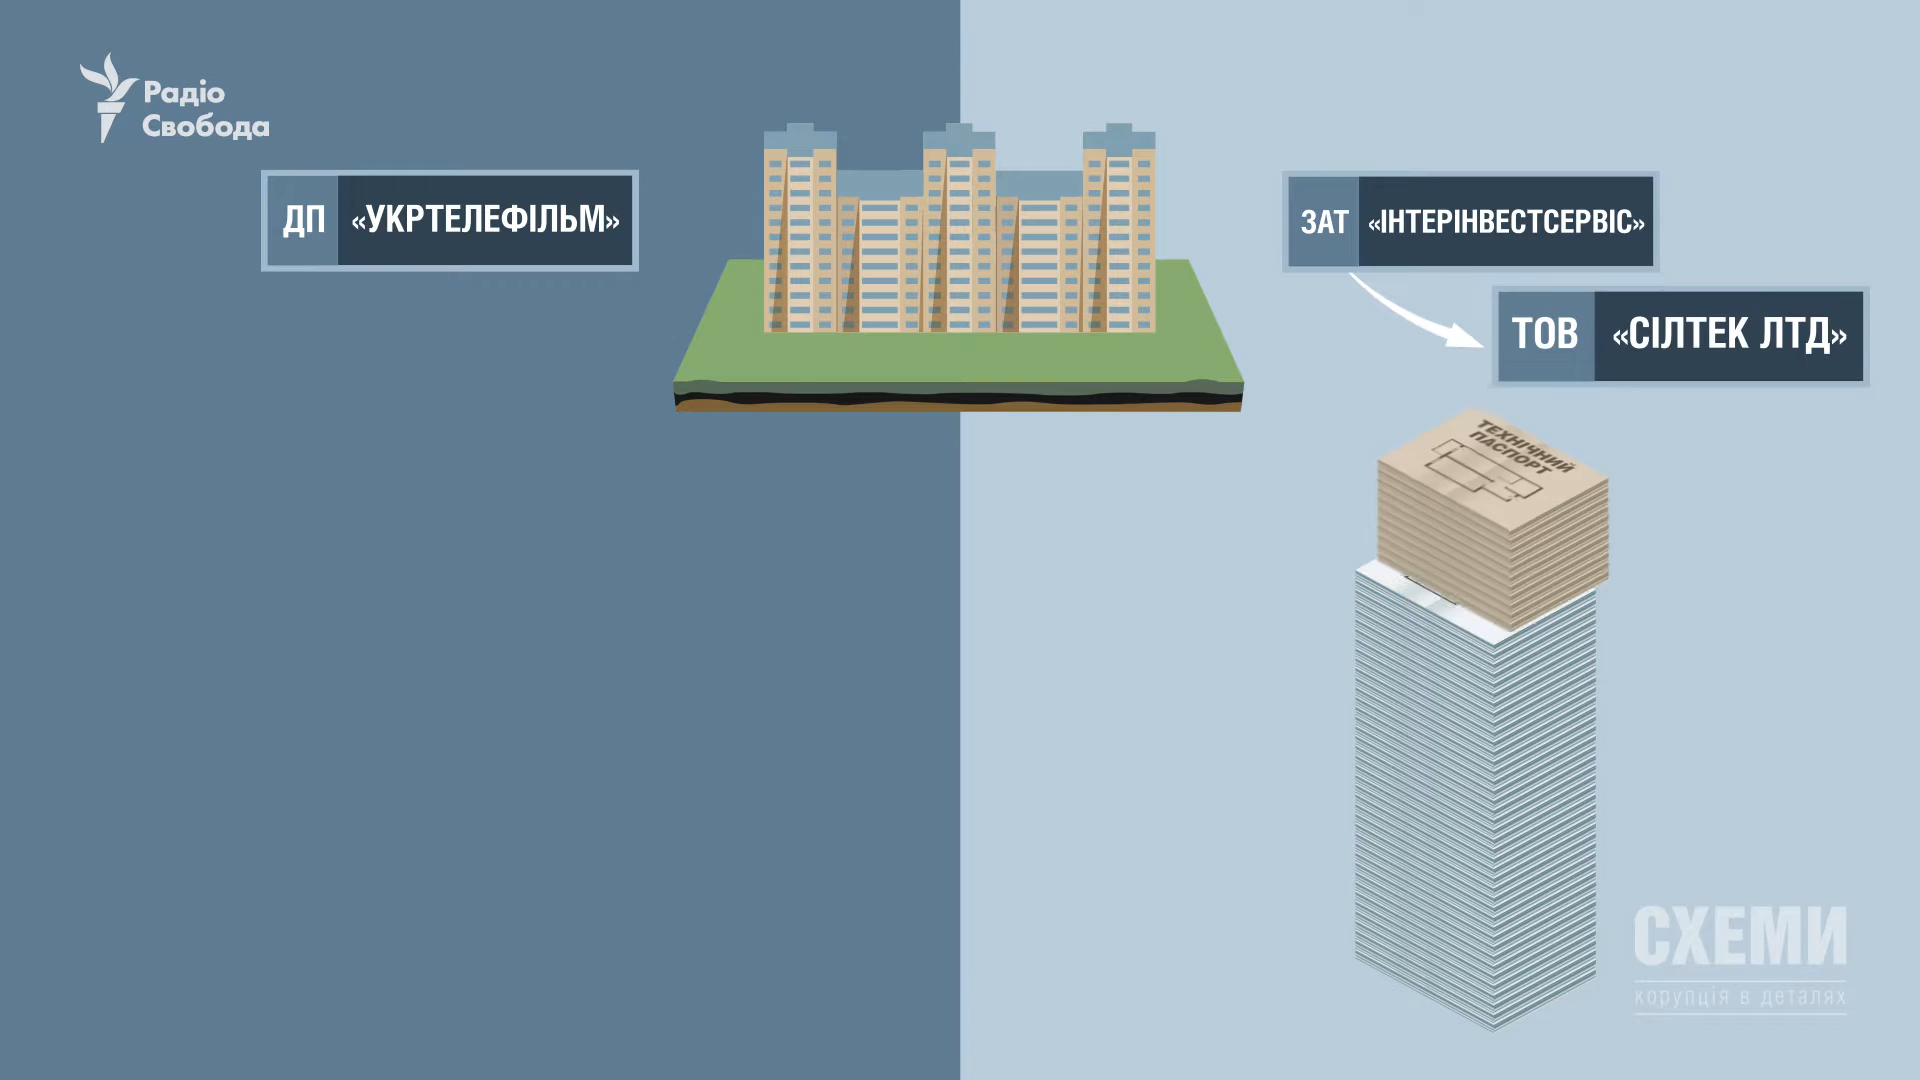 Радіо
Свобода
ДП «УКРТЕЛЕФІЛЬМ»
ЗАТ «ІНТЕРІНВЕСТСЕРВІС»
ТОВ «СІЛТЕК ЛТД»
ТЕХНІЧНИЙ
ПАСПОРТ
СХЕМИ
корупція в деталях